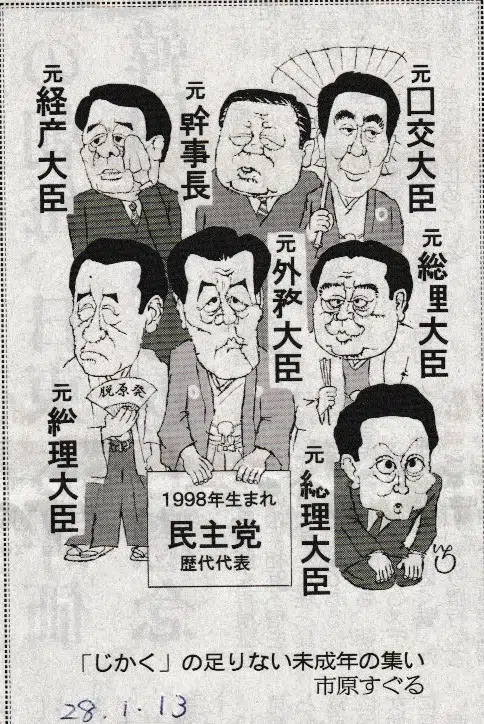 元
囗交大臣
元
幹事長
元
経产大臣
元
総里大臣
元
外務大臣
元
総理大臣
脱原発
元
総理大臣
1998年生まれ
民主党
歴代代表
「じかく」の足りない未成年の集い
市原すぐる
28.1.13